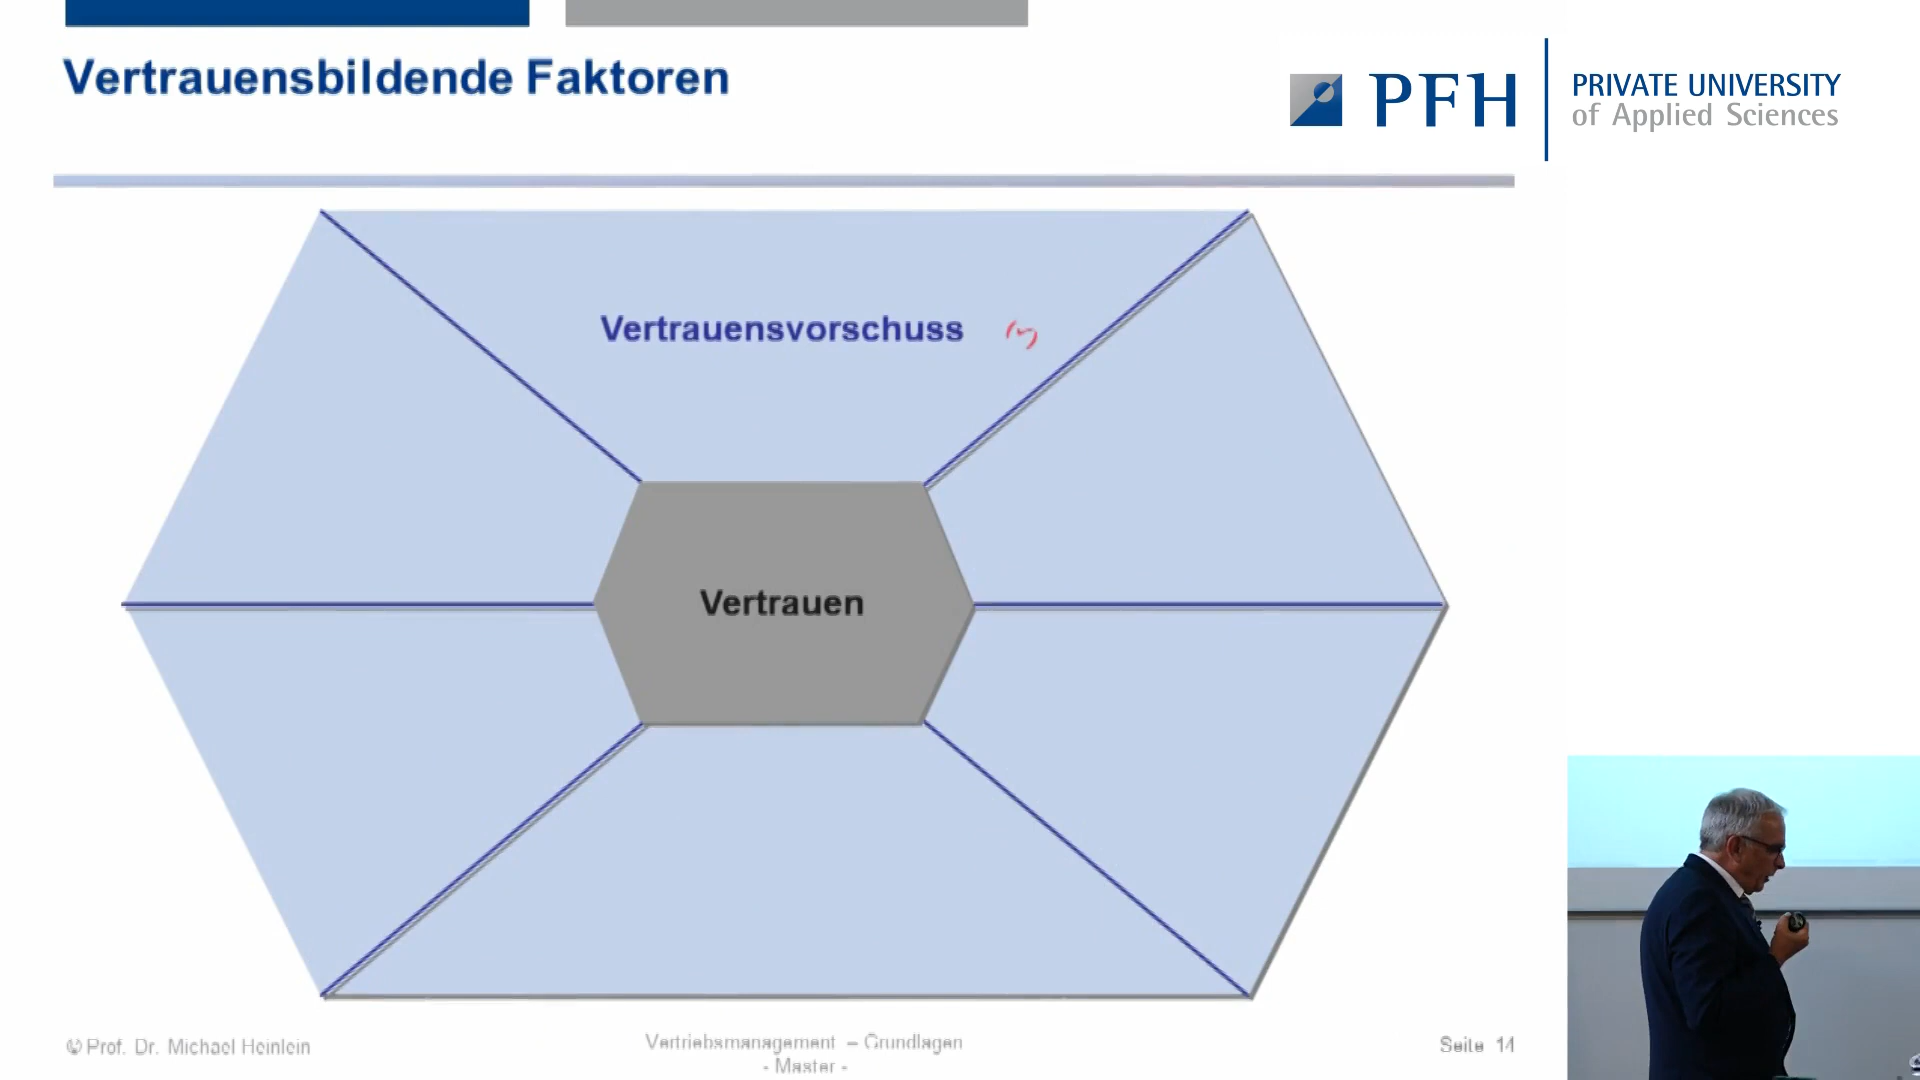 Vertrauensbildende Faktoren
PFH
PRIVATE UNIVERSITY
of Applied Sciences
Vertrauensvorschuss
Vertrauen
© Prof. Dr. Michael Heinlein
Vertriebsmanagement – Grundlagen
- Master -
Seite 14